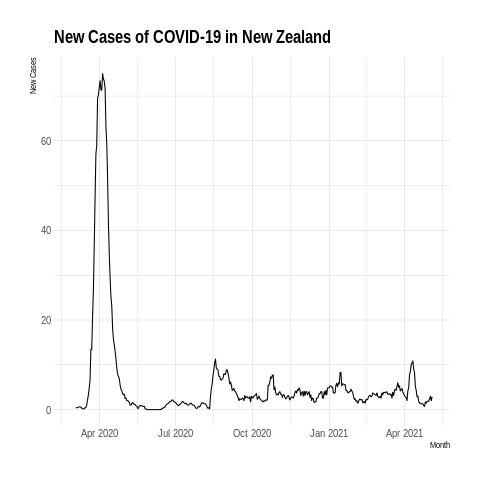 New Cases of COVID-19 in New Zealand
New Cases
60
40
20
0
Apr 2020 Jul 2020 Oct 2020 Jan 2021 Apr 2021
Month